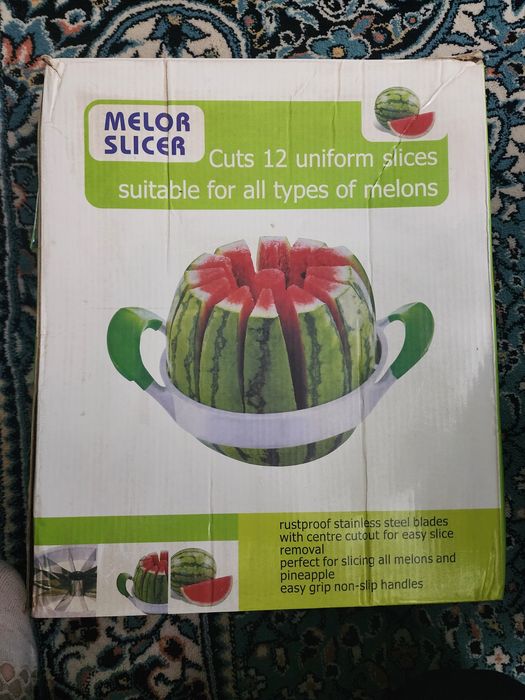 MELOR
SLICER
Cuts 12 uniform slices
suitable for all types of melons
rustproof stainless steel blades
with centre cutout for easy slice
removal
perfect for slicing all melons and
pineapple
easy grip non-slip handles